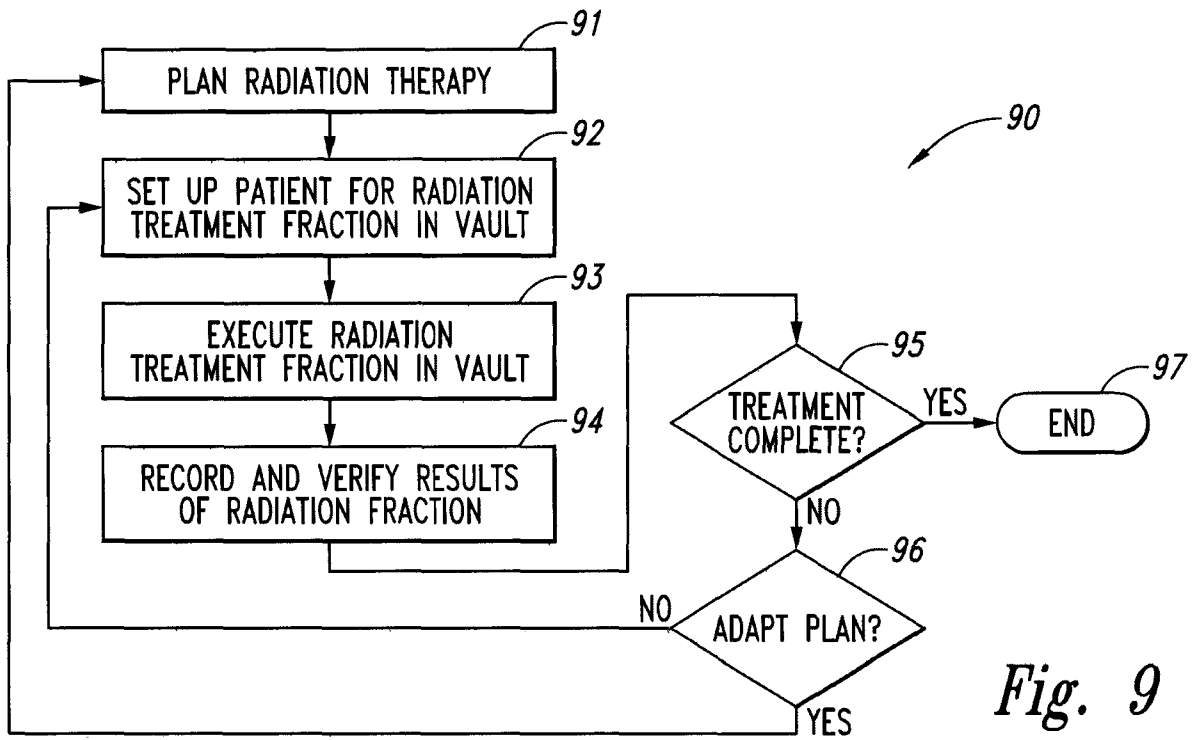 91
PLAN RADIATION THERAPY
92
SET UP PATIENT FOR RADIATION
TREATMENT FRACTION IN VAULT
93
EXECUTE RADIATION
TREATMENT FRACTION IN VAULT
94
RECORD AND VERIFY RESULTS
OF RADIATION FRACTION
90
95
TREATMENT
COMPLETE?
YES
97
END
NO
96
ADAPT PLAN?
NO
YES
Fig. 9